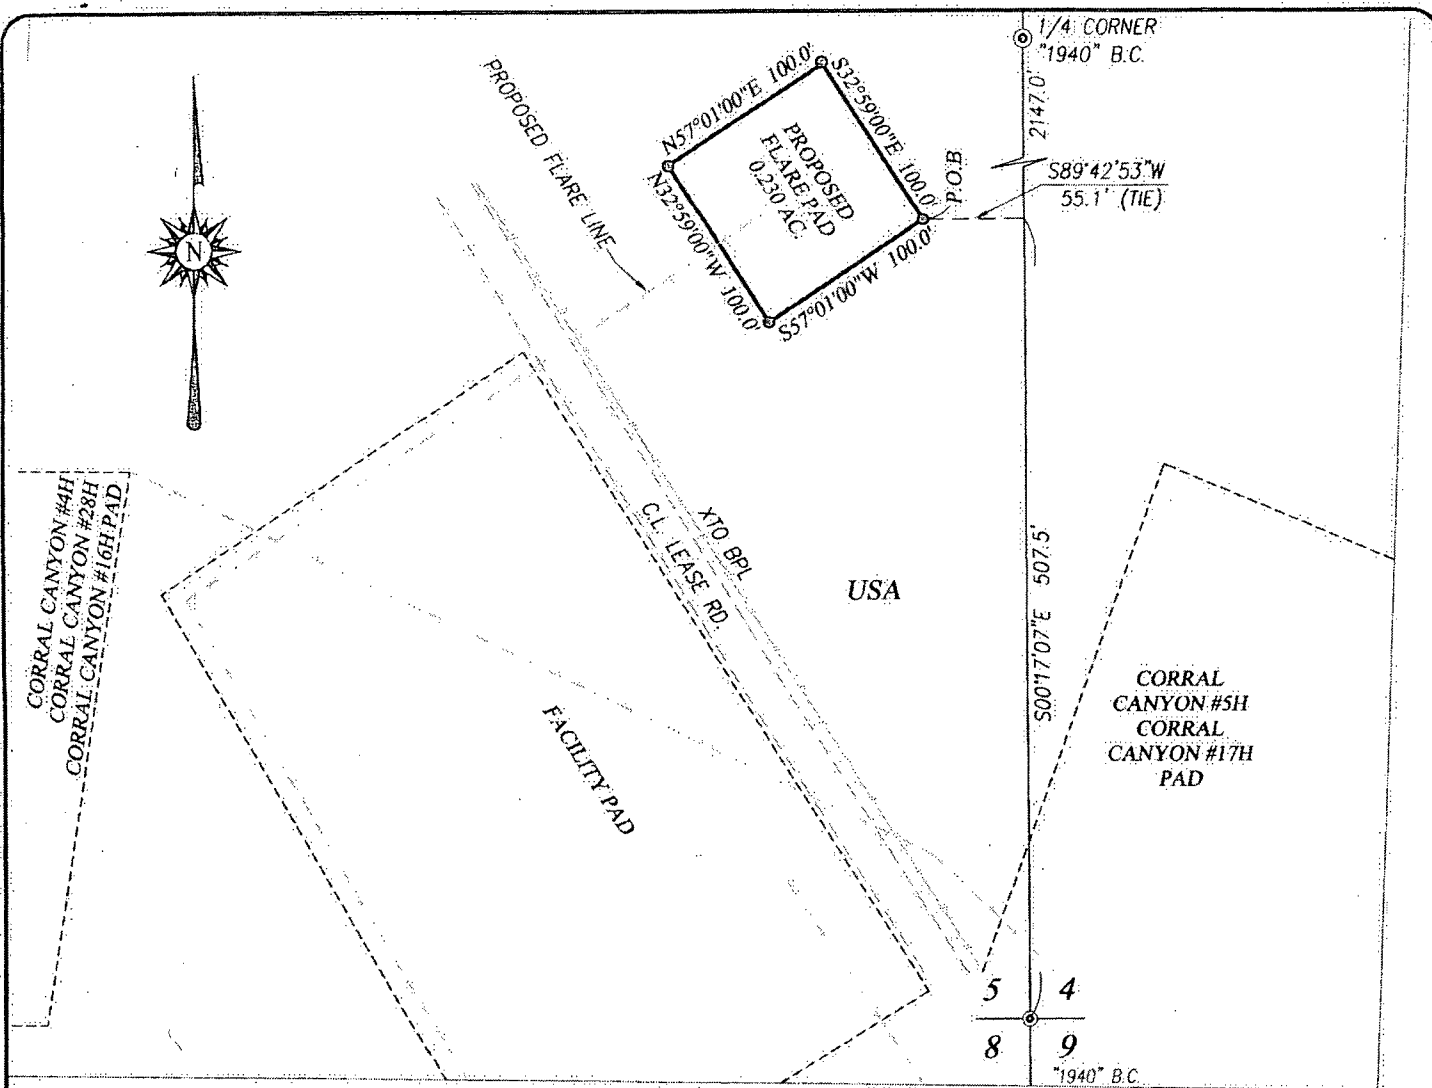 1/4 CORNER
"1940" B.C.
2147.0'
PROPOSED FLARE LINE
N57°01'00"E 100.0'
S32°59'00"E 100.0'
PROPOSED
FLARE PAD
0.230 AC.
N32°59'00"W 100.0'
S57°01'00"W 100.0'
P.O.B
S89°42'53"W
55.1' (TIE)
N
CORRAL CANYON #4H
CORRAL CANYON #28H
CORRAL CANYON #16H PAD
C.L. LEASE RD.
XTO BPL
USA
S00°17'07"E 507.5'
FACILITY PAD
CORRAL
CANYON #5H
CORRAL
CANYON #17H
PAD
5 4
8 9
"1940" B.C.